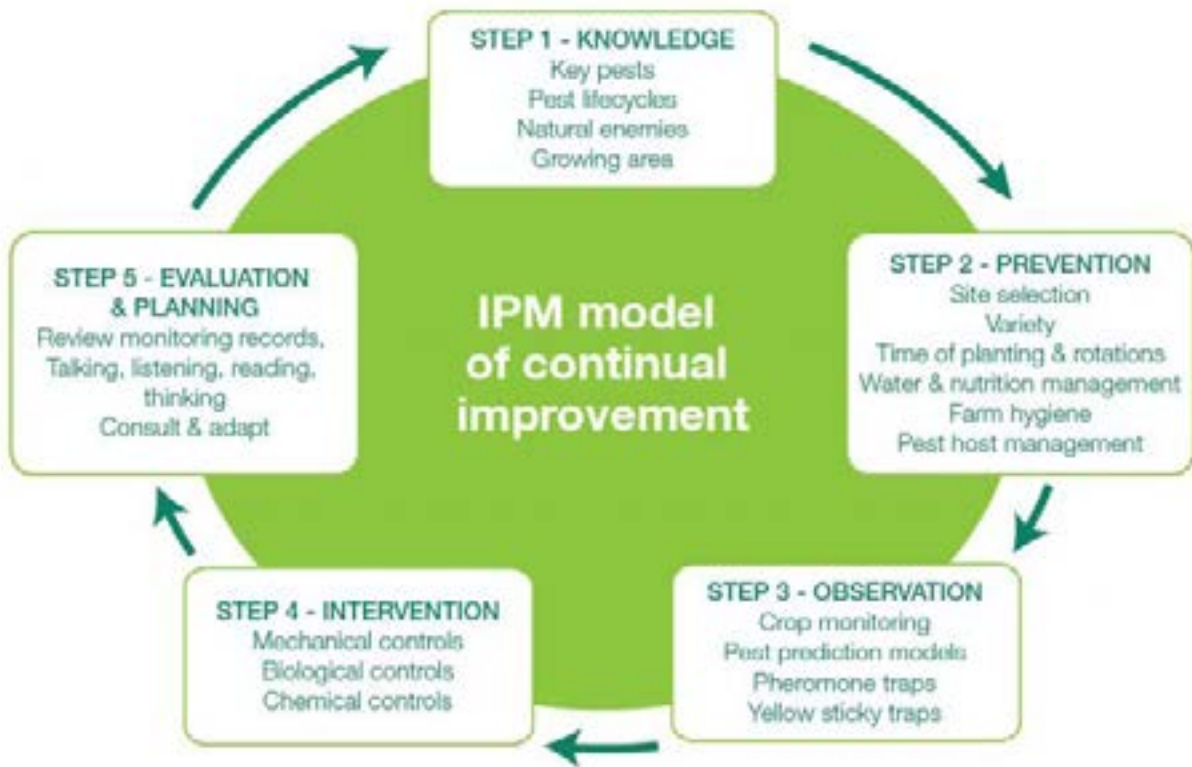 STEP 1 - KNOWLEDGE
Key pests
Pest lifecycles
Natural enemies
Growing area
STEP 2 - PREVENTION
Site selection
Variety
Time of planting & rotations
Water & nutrition management
Farm hygiene
Pest host management
STEP 3 - OBSERVATION
Crop monitoring
Pest prediction models
Pheromone traps
Yellow sticky traps
STEP 4 - INTERVENTION
Mechanical controls
Biological controls
Chemical controls
STEP 5 - EVALUATION
& PLANNING
Review monitoring records,
Talking, listening, reading,
thinking
Consult & adapt
IPM model
of continual
improvement